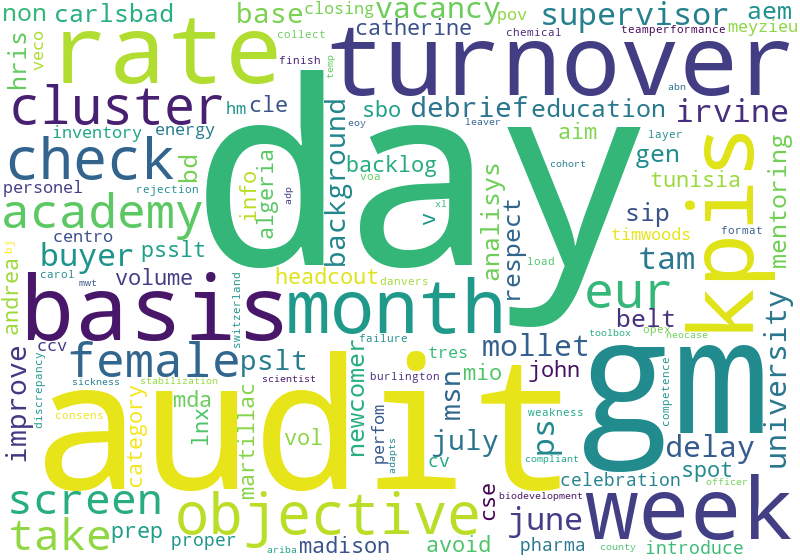 non carlsbad base closing vacancy supervisor aem
hris veco rate collect pov catherine chemical teamperformance meyzieu
finish temp turnover abn
cluster hm cle sbo debrief education irvine
inventory energy eoy leaver layer
check bd info background backlog aim gen kpis mentoring
personel rejection adp day voa cohort tunisia
academy algeria v xl analisys respect sip format
centro timwoods
andrea bj buyer psslt headcout load tam
carol mwt volume switzerland danvers eur
basis month belt toolbox opex neocase
ccv failure university
improve discrepancy female pslt newcomer tres mollet john gm
sickness stabilization scientist burlington weakness competence
consens category mda lnxa martillac mio msn
audit vol perfom adapts july ps delay
cv compliant spot
screen objective cse celebration officer
biodevelopment week
take prep proper madison avoid june
ariba pharma county introduce